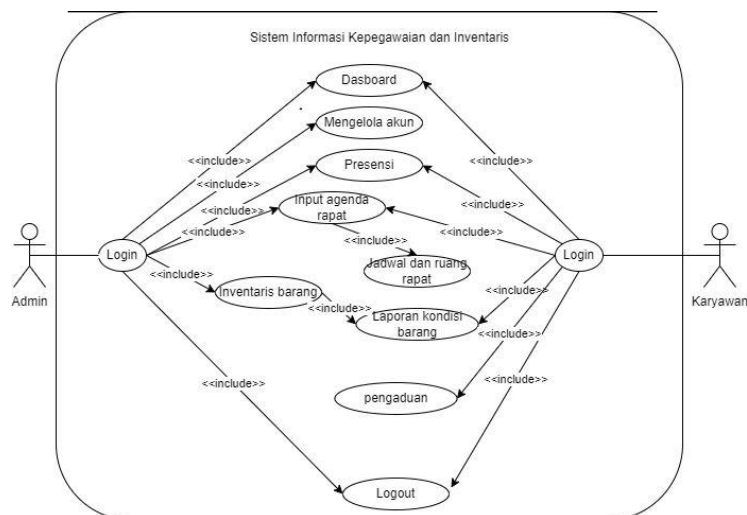 Sistem Informasi Kepegawaian dan Inventaris
Dasboard
Mengelola akun
<<include>>
<<include>>
<<include>>
Presensi
<<include>>
<<include>>
Input agenda
rapat
<<include>>
<<include>>
<<include>>
<<include>>
Login
Login
Admin
Karyawan
Jadwal dan ruang
rapat
<<include>>
Inventaris barang
<<include>>
<<include>>
Laporan kondisi
barang
<<include>>
<<include>>
<<include>>
pengaduan
Logout